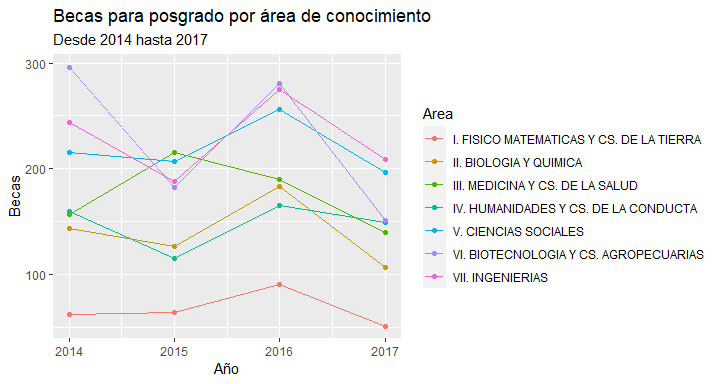 Becas para posgrado por área de conocimiento
Desde 2014 hasta 2017
300
200
100
Becas
2014 2015 2016 2017
Año
Area
I. FISICO MATEMATICAS Y CS. DE LA TIERRA
II. BIOLOGIA Y QUIMICA
III. MEDICINA Y CS. DE LA SALUD
IV. HUMANIDADES Y CS. DE LA CONDUCTA
V. CIENCIAS SOCIALES
VI. BIOTECNOLOGIA Y CS. AGROPECUARIAS
VII. INGENIERIAS